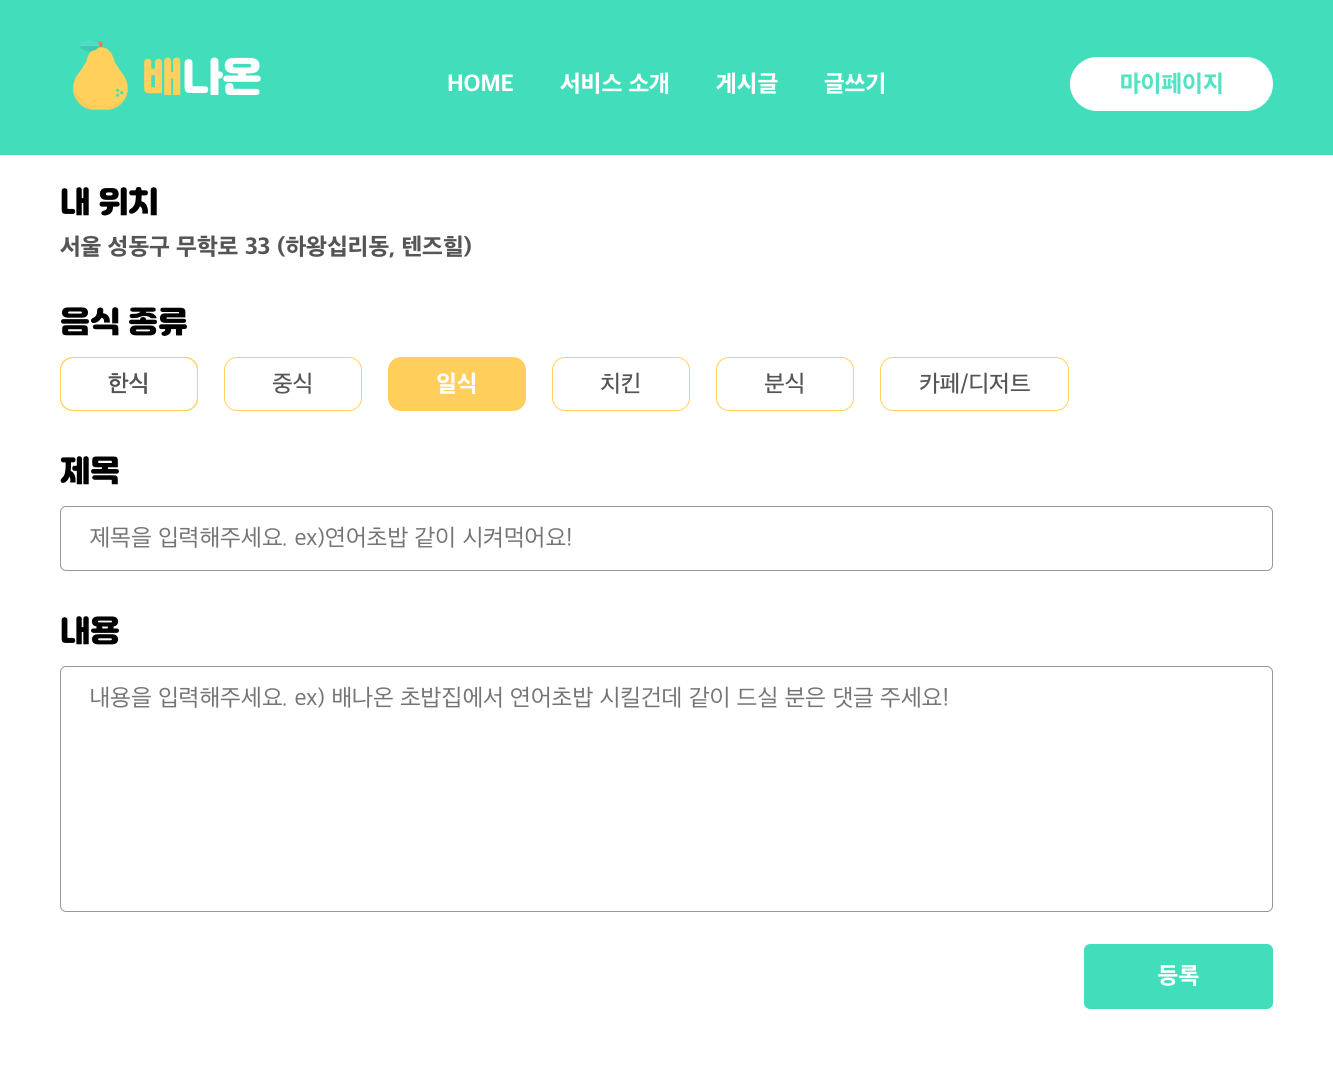 배나온
HOME 서비스 소개 게시글 글쓰기
마이페이지
내 위치
서울 성동구 무학로 33 (하왕십리동, 텐즈힐)
음식 종류
한식 중식 일식 치킨 분식 카페/디저트
제목
제목을 입력해주세요. ex)연어초밥 같이 시켜먹어요!
내용
내용을 입력해주세요. ex) 배나온 초밥집에서 연어초밥 시킬건데 같이 드실 분은 댓글 주세요!
등록